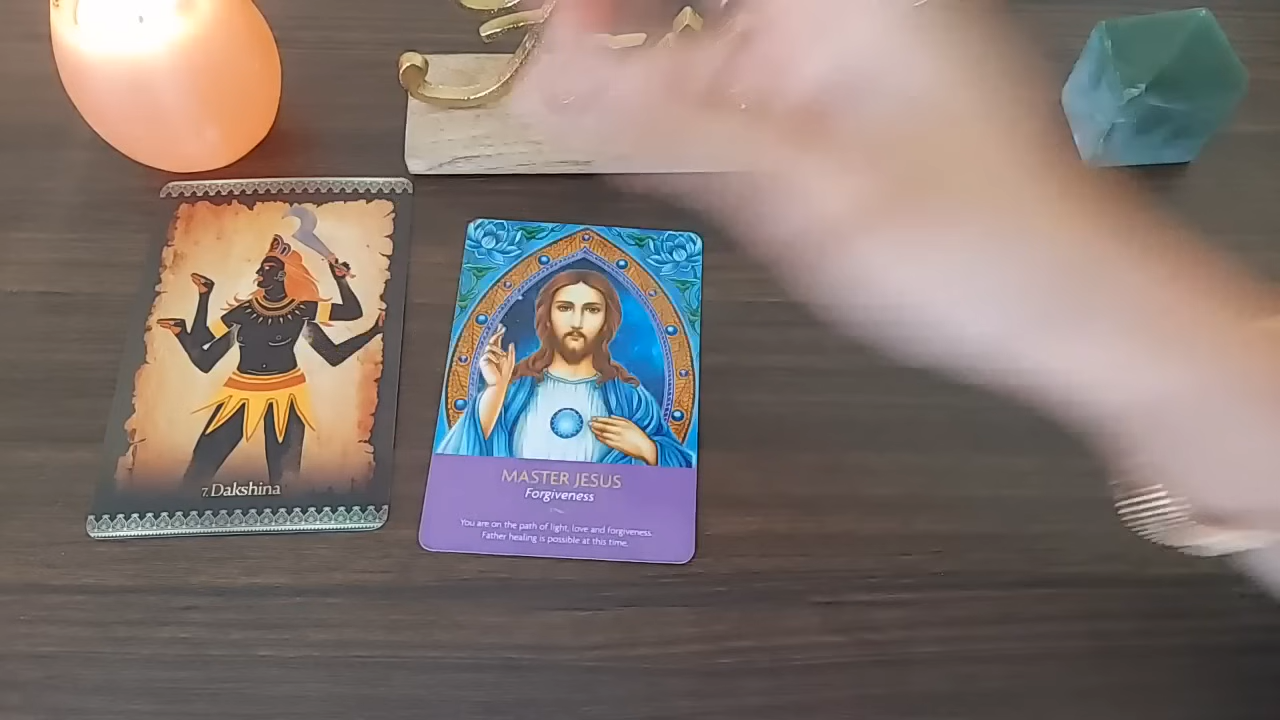 7. Dakshina
MASTER JESUS
Forgiveness
You are on the path of light, love and forgiveness.
Father healing is possible at this time.